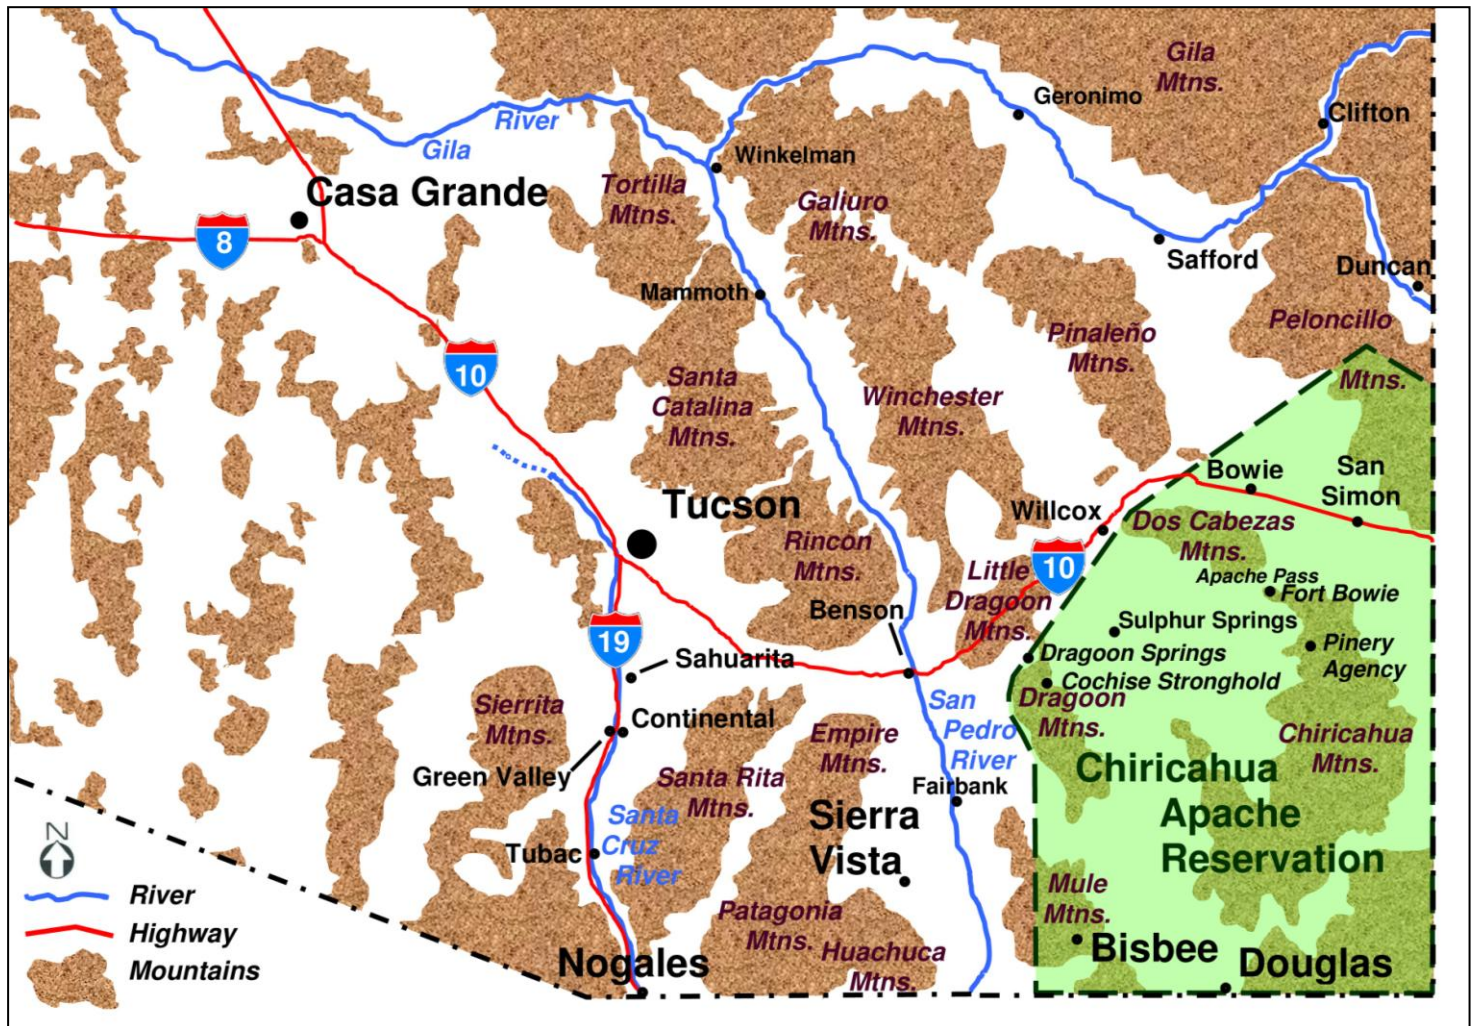 Gila
Mtns.
Geronimo
Clifton
River
Gila
Winkelman
Casa Grande
Tortilla
Mtns.
Galiuro
Mtns.
8
Safford
Duncan
Mammoth
Pinaleño
Mtns.
Peloncillo
Mtns.
10
Santa
Catalina
Mtns.
Winchester
Mtns.
Bowie
San
Simon
Tucson
Willcox
Dos Cabezas
Mtns.
Rincon
Mtns.
Little
Dragoon
Mtns.
10
Apache Pass
Fort Bowie
Benson
Sulphur Springs
19
Sahuarita
Dragoon Springs
Pinery
Agency
Cochise Stronghold
Sierrita
Mtns.
Continental
San
Pedro
River
Dragoon
Mtns.
Empire
Mtns.
Chiricahua
Mtns.
Green Valley
Santa Rita
Mtns.
Fairbank
Chiricahua
Apache
Reservation
Santa
Cruz
River
Sierra
Vista
Tubac
N
River
Highway
Mountains
Mule
Mtns.
Patagonia
Mtns.
Huachuca
Mtns.
Bisbee
Nogales
Douglas